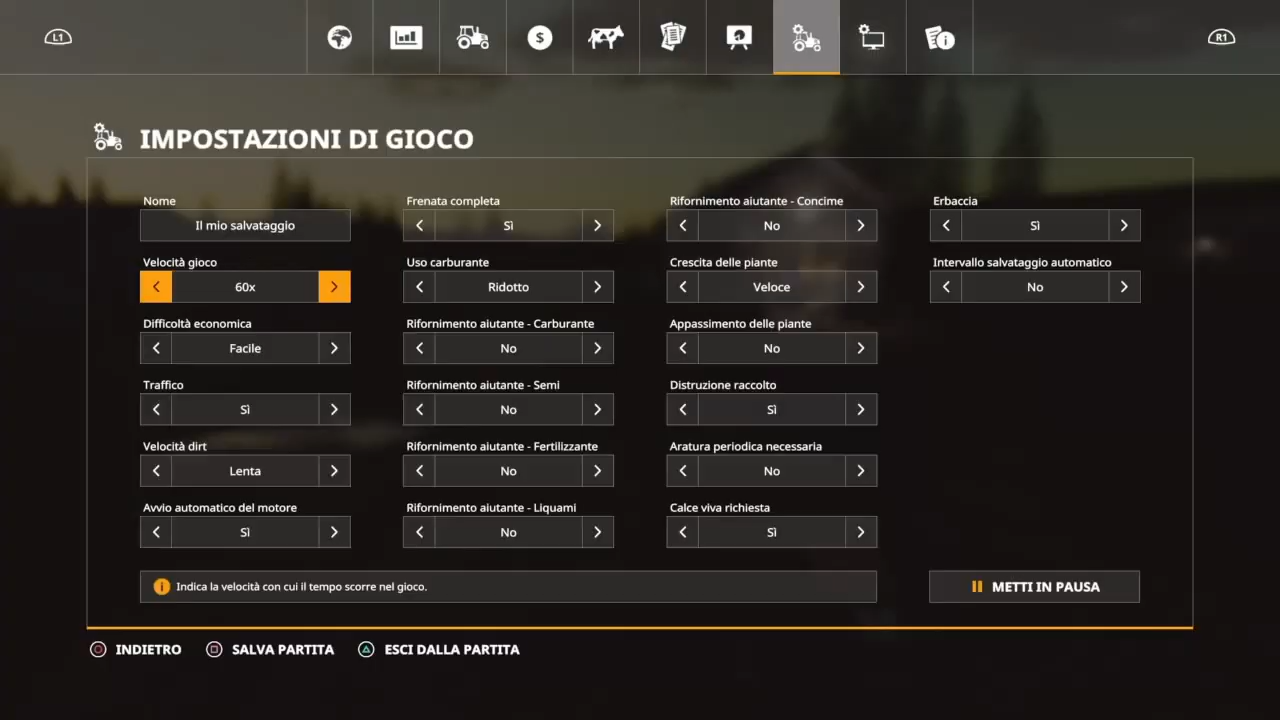 L1
R1
IMPOSTAZIONI DI GIOCO
Nome
Il mio salvataggio
Velocità gioco
60x
Difficoltà economica
Facile
Traffico
Sì
Velocità dirt
Lenta
Avvio automatico del motore
Sì
Frenata completa
Sì
Uso carburante
Ridotto
Rifornimento aiutante - Carburante
No
Rifornimento aiutante - Semi
No
Rifornimento aiutante - Fertilizzante
No
Rifornimento aiutante - Liquami
No
Rifornimento aiutante - Concime
No
Crescita delle piante
Veloce
Appassimento delle piante
No
Distruzione raccolto
Sì
Aratura periodica necessaria
No
Calce viva richiesta
Sì
Erbaccia
Sì
Intervallo salvataggio automatico
No
Indica la velocità con cui il tempo scorre nel gioco.
METTI IN PAUSA
INDIETRO
SALVA PARTITA
ESCI DALLA PARTITA